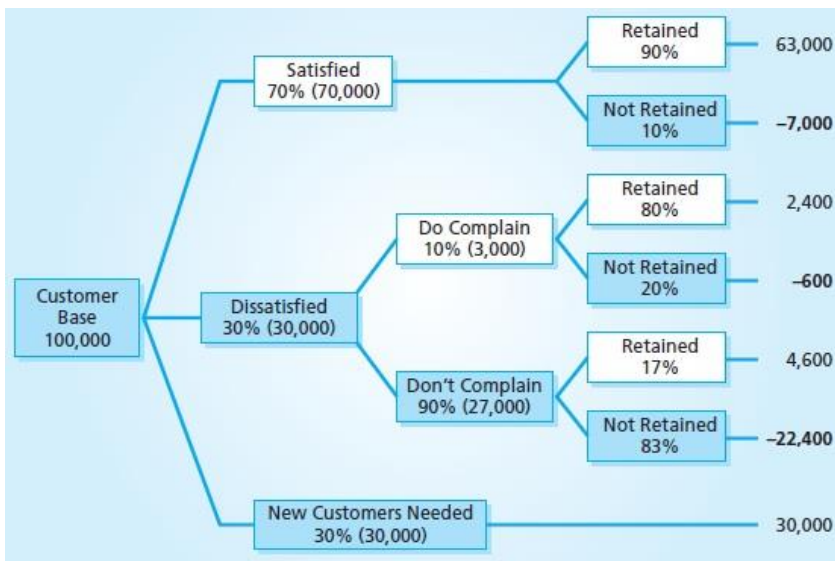 Retained
90%
63,000
Satisfied
70% (70,000)
Not Retained
10%
–7,000
Retained
80%
2,400
Do Complain
10% (3,000)
Not Retained
20%
–600
Customer
Base
100,000
Dissatisfied
30% (30,000)
Retained
17%
4,600
Don't Complain
90% (27,000)
Not Retained
83%
–22,400
New Customers Needed
30% (30,000)
30,000